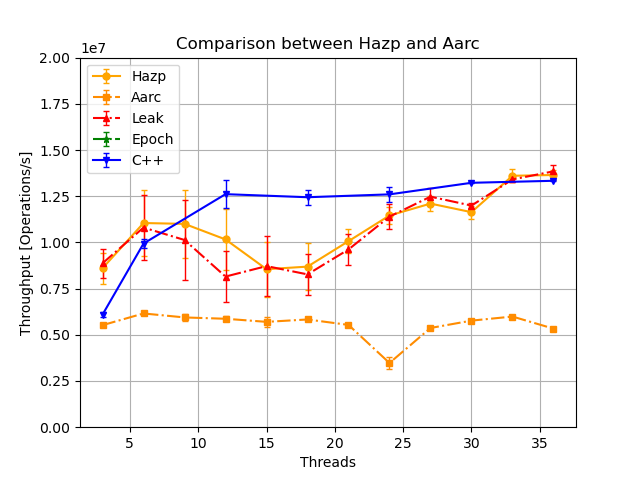 Comparison between Hazp and Aarc
1e7
2.00
1.75
1.50
1.25
1.00
0.75
0.50
0.25
0.00
Throughput [Operations/s]
Hazp
Aarc
Leak
Epoch
C++
5 10 15 20 25 30 35
Threads